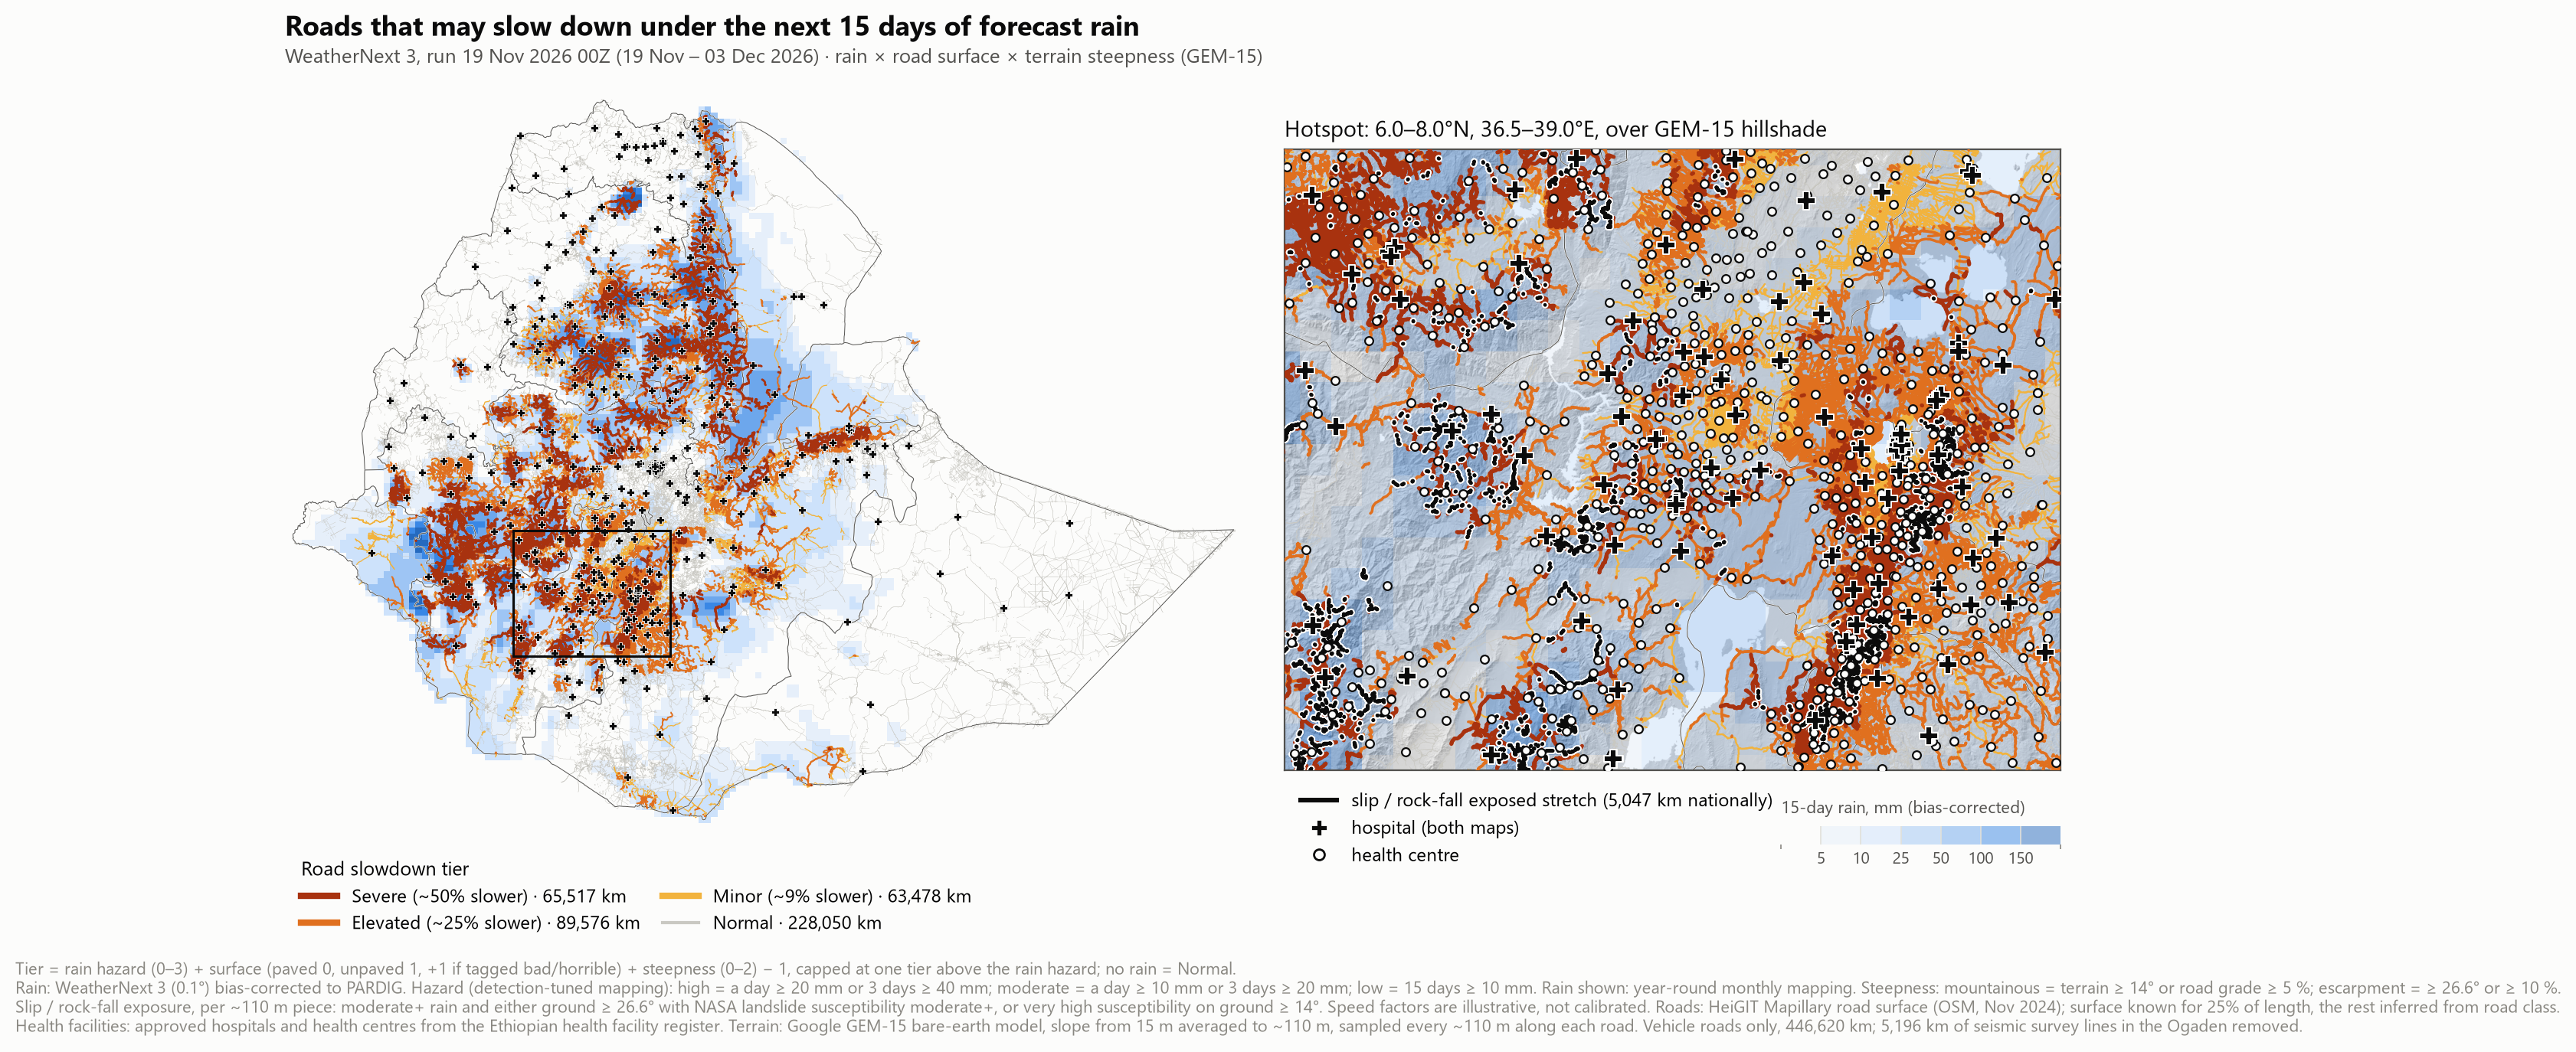 Roads that may slow down under the next 15 days of forecast rain
WeatherNext 3, run 19 Nov 2026 00Z (19 Nov – 03 Dec 2026) · rain × road surface × terrain steepness (GEM-15)
Hotspot: 6.0–8.0°N, 36.5–39.0°E, over GEM-15 hillshade
slip / rock-fall exposed stretch (5,047 km nationally)
hospital (both maps)
health centre
15-day rain, mm (bias-corrected)
5 10 25 50 100 150
Road slowdown tier
Severe (~50% slower) · 65,517 km
Elevated (~25% slower) · 89,576 km
Minor (~9% slower) · 63,478 km
Normal · 228,050 km
Tier = rain hazard (0–3) + surface (paved 0, unpaved 1, +1 if tagged bad/horrible) + steepness (0–2) − 1, capped at one tier above the rain hazard; no rain = Normal.
Rain: WeatherNext 3 (0.1°) bias-corrected to PARDIG. Hazard (detection-tuned mapping): high = a day ≥ 20 mm or 3 days ≥ 40 mm; moderate = a day ≥ 10 mm or 3 days ≥ 20 mm; low = 15 days ≥ 10 mm. Rain shown: year-round monthly mapping. Steepness: mountainous = terrain ≥ 14° or road grade ≥ 5 %; escarpment = ≥ 26.6° or ≥ 10 %.
Slip / rock-fall exposure, per ~110 m piece: moderate+ rain and either ground ≥ 26.6° with NASA landslide susceptibility moderate+, or very high susceptibility on ground ≥ 14°. Speed factors are illustrative, not calibrated. Roads: HeiGIT Mapillary road surface (OSM, Nov 2024); surface known for 25% of length, the rest inferred from road class.
Health facilities: approved hospitals and health centres from the Ethiopian health facility register. Terrain: Google GEM-15 bare-earth model, slope from 15 m averaged to ~110 m, sampled every ~110 m along each road. Vehicle roads only, 446,620 km; 5,196 km of seismic survey lines in the Ogaden removed.